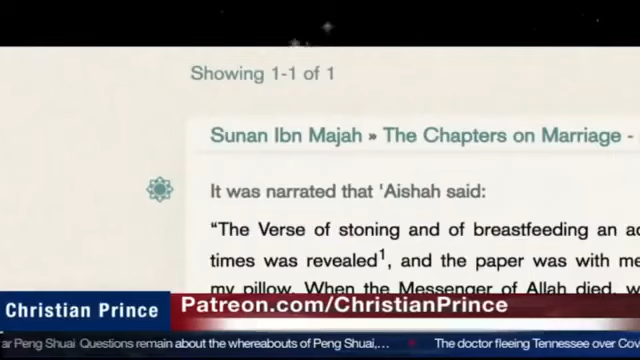 Showing 1-1 of 1
Sunan Ibn Majah » The Chapters on Marriage -
It was narrated that 'Aishah said:
“The Verse of stoning and of breastfeeding an
times was revealed1, and the paper was with me
my pillow. When the Messenger of Allah died,
Christian Prince
Patreon.com/ChristianPrince
Peng Shuai Questions remain about the whereabouts of Peng Shuai,...
The doctor fleeing Tennessee over